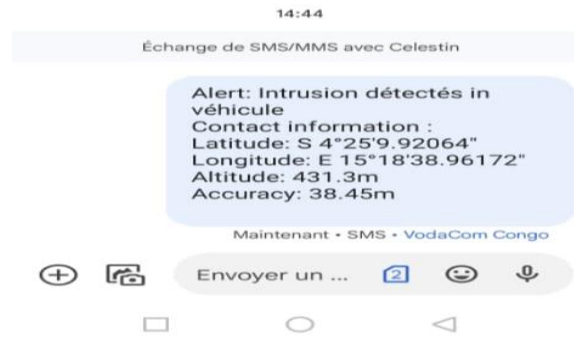 14:44
Échange de SMS/MMS avec Celestin
Alert: Intrusion détectés in
véhicule
Contact information :
Latitude: S 4°25'9.92064"
Longitude: E 15°18'38.96172"
Altitude: 431.3m
Accuracy: 38.45m
Maintenant • SMS • VodaCom Congo
Envoyer un ... 2